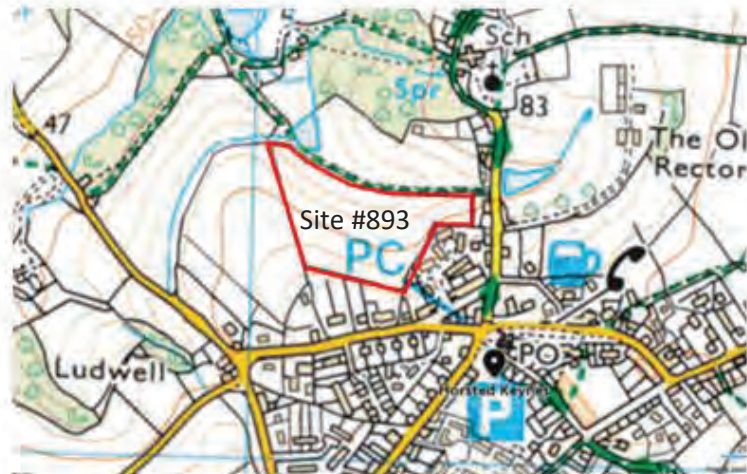 Sch
Spr
47
83
The Ol
Rector
Site #893
PC
Ludwell
PO
Horsted Keynes
P